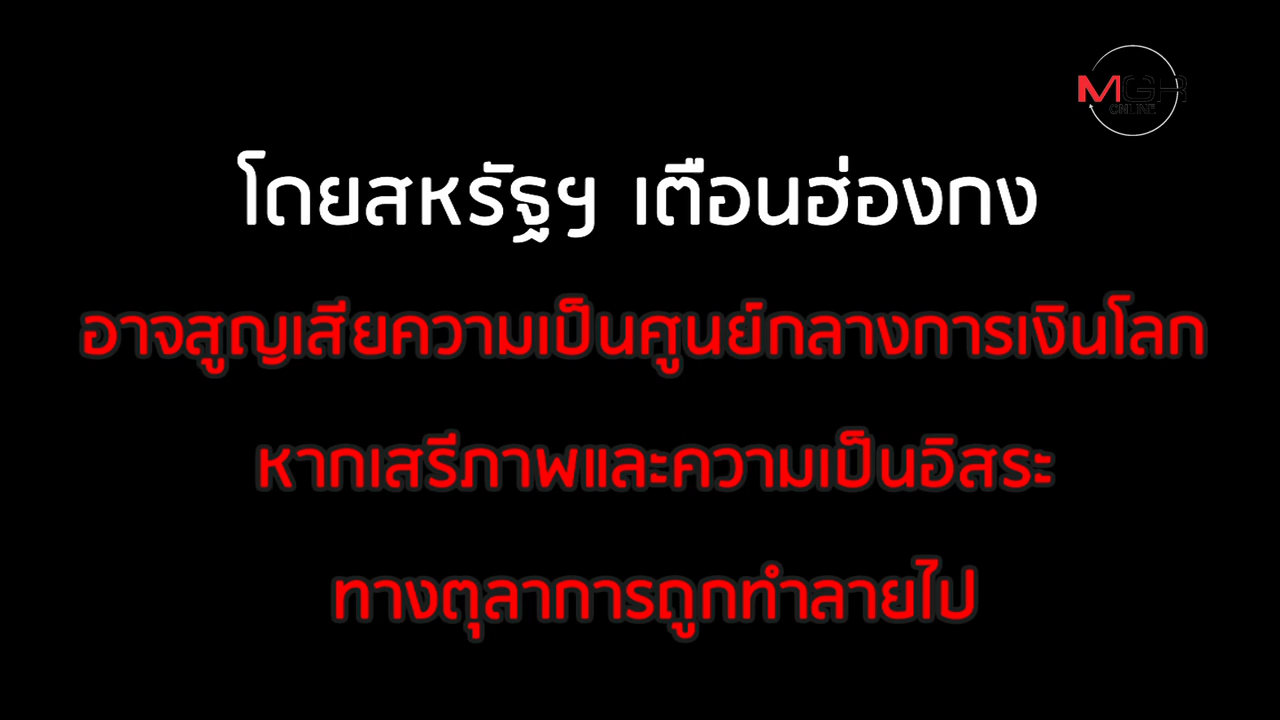 MGR
ONLINE
โดยสหรัฐฯ เตือนฮ่องกง
อาจสูญเสียความเป็นศูนย์กลางการเงินโลก
หากเสรีภาพและความเป็นอิสระ
ทางตุลาการถูกทำลายไป